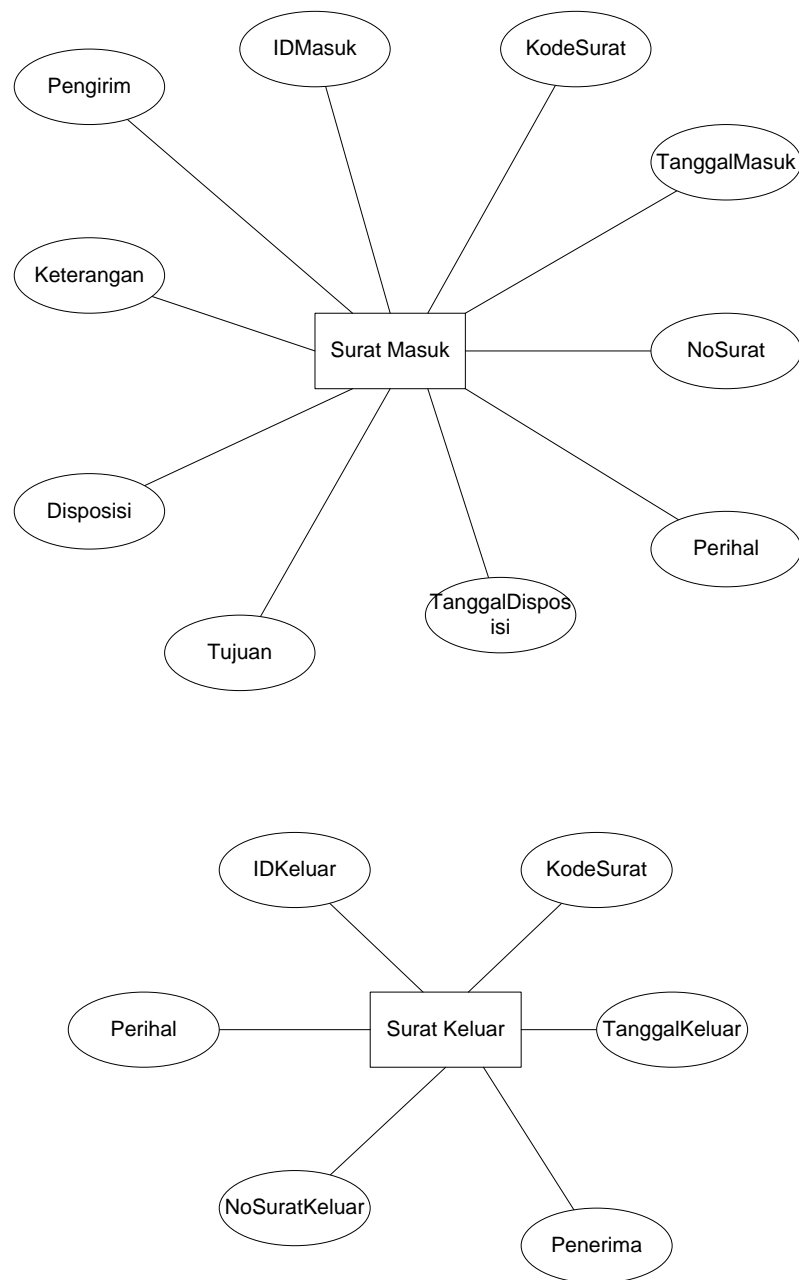 IDMasuk
KodeSurat
Pengirim
TanggalMasuk
Keterangan
Surat Masuk
NoSurat
Disposisi
Perihal
TanggalDispos
isi
Tujuan
IDKeluar
KodeSurat
Perihal
Surat Keluar
TanggalKeluar
NoSuratKeluar
Penerima